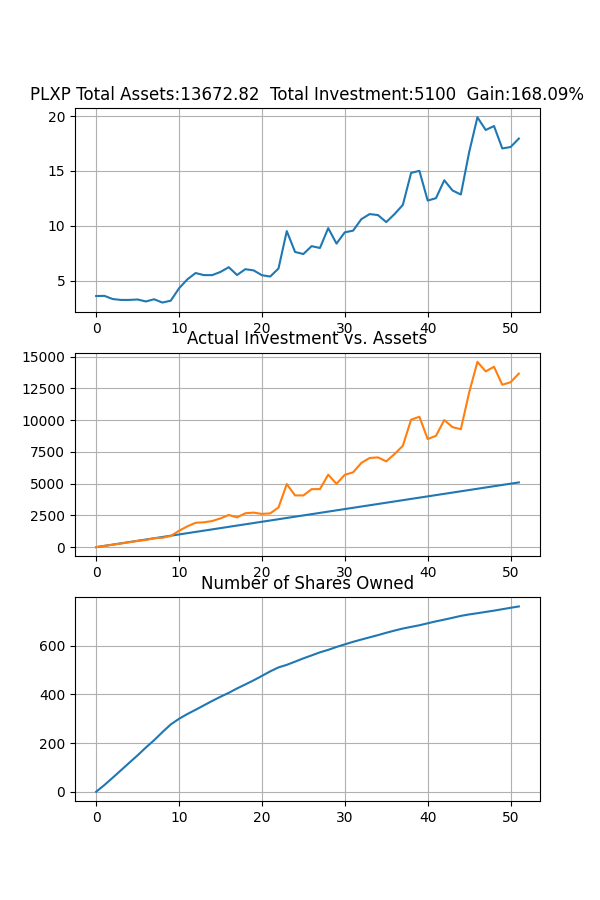 PLXP Total Assets:13672.82  Total Investment:5100  Gain:168.09%
20
15
10
5
0 10 20 30 40 50
Actual Investment vs. Assets
15000
12500
10000
7500
5000
2500
0
0 10 20 30 40 50
Number of Shares Owned
600
400
200
0
0 10 20 30 40 50